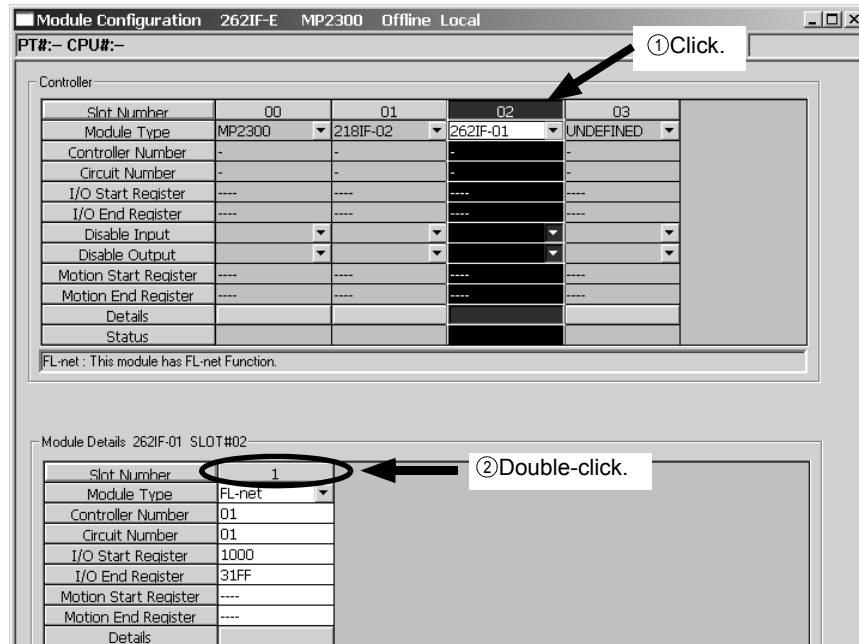 Module Configuration 262IF-E MP2300 Offline Local
PT#:– CPU#:–
①Click.
Controller
Slot Number 00 01 02 03
Module Type MP2300 218IF-02 262IF-01 UNDEFINED
Controller Number - - - -
Circuit Number - - - -
I/O Start Register ---- ---- ---- ----
I/O End Register ---- ---- ---- ----
Disable Input
Disable Output
Motion Start Register ---- ---- ---- ----
Motion End Register ---- ---- ---- ----
Details
Status
FL-net : This module has FL-net Function.
Module Details 262IF-01 SLOT#02
Slot Number 1
②Double-click.
Module Type FL-net
Controller Number 01
Circuit Number 01
I/O Start Register 1000
I/O End Register 31FF
Motion Start Register ----
Motion End Register ----
Details